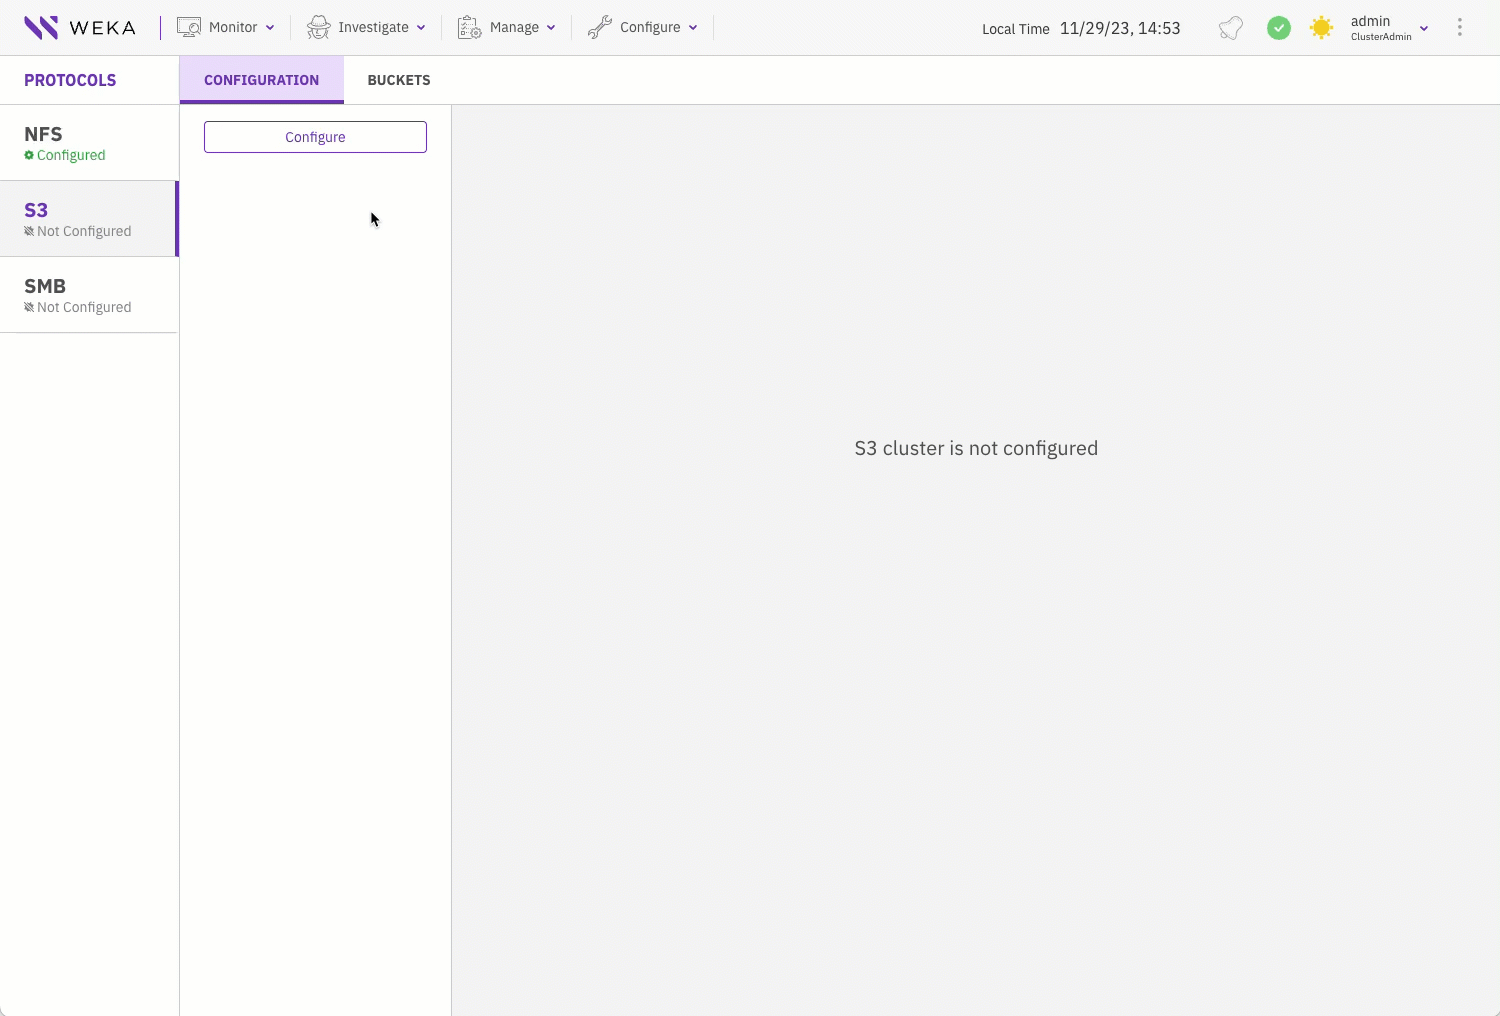 WEKA
Monitor
Investigate
Manage
Configure
Local Time 11/29/23, 14:53
admin
ClusterAdmin
PROTOCOLS
CONFIGURATION
BUCKETS
NFS
Configured
S3
Not Configured
SMB
Not Configured
Configure
S3 cluster is not configured